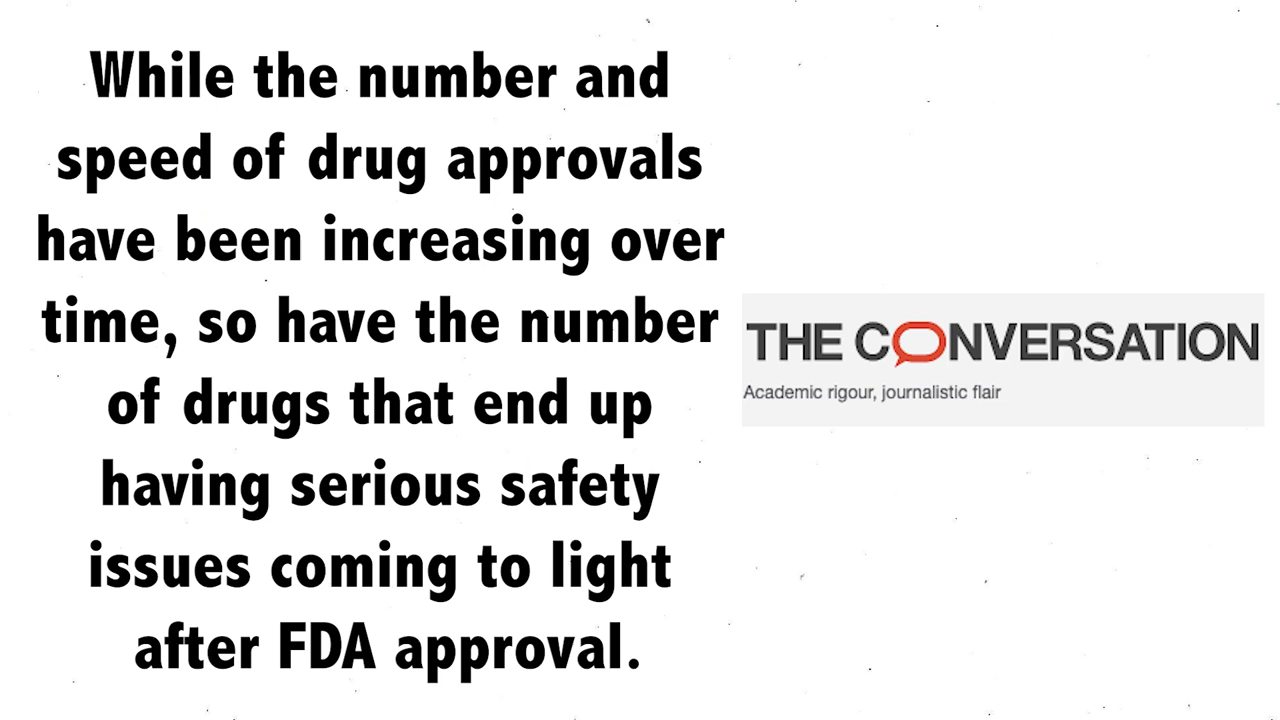 While the number and
speed of drug approvals
have been increasing over
time, so have the number
of drugs that end up
having serious safety
issues coming to light
after FDA approval.
THE CONVERSATION
Academic rigour, journalistic flair